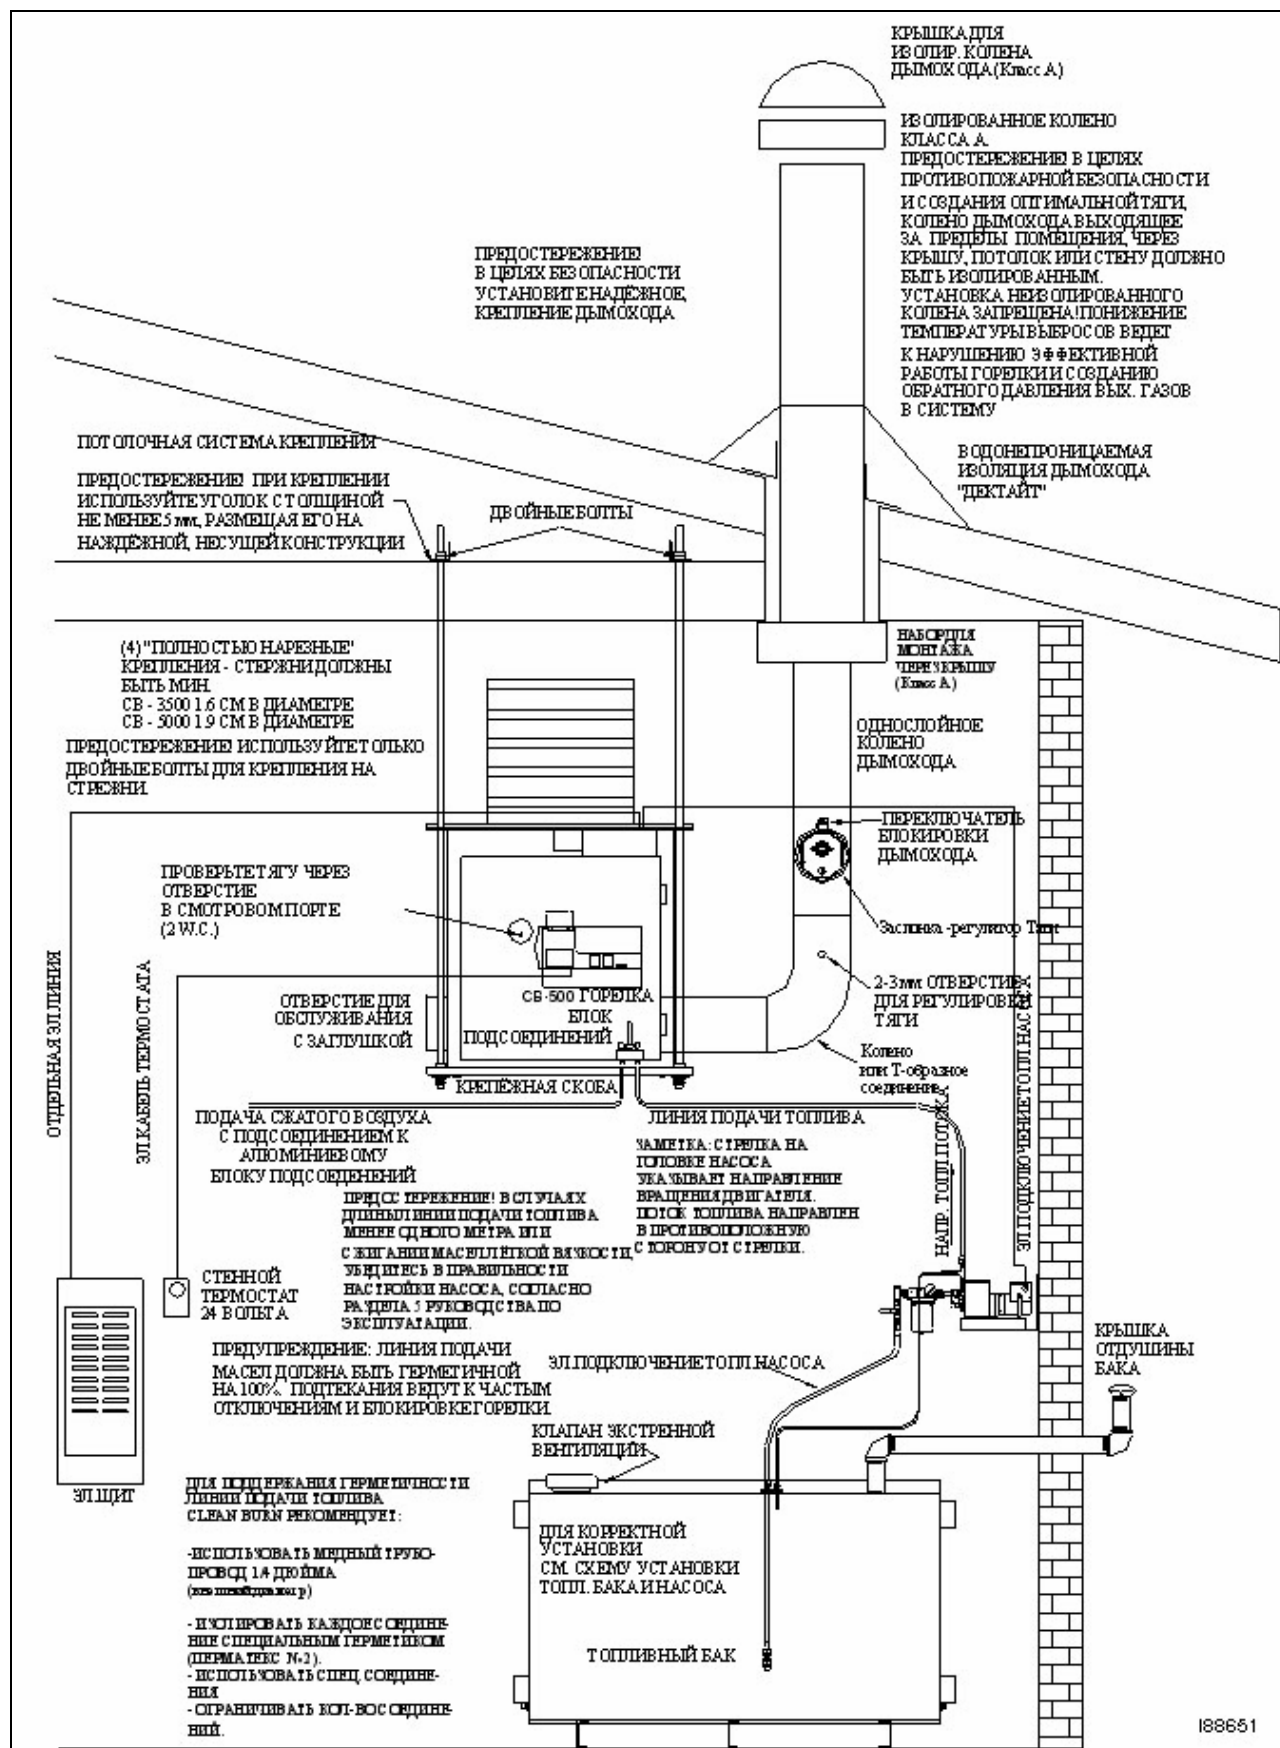 КРЫШКА ДЛЯ
ИЗОЛИР. КОЛЕНА
ДЫМОХОДА (Класс А)
ИЗОЛИРОВАННОЕ КОЛЕНО
КЛАССА А.
ПРЕДОСТЕРЕЖЕНИЕ! В ЦЕЛЯХ
ПРОТИВОПОЖАРНОЙ БЕЗОПАСНОСТИ
И СОЗДАНИЯ ОПТИМАЛЬНОЙ ТЯГИ,
КОЛЕНО ДЫМОХОДА ВЫХОДЯЩЕЕ
ЗА ПРЕДЕЛЫ ПОМЕЩЕНИЯ, ЧЕРЕЗ
КРЫШУ, ПОТОЛОК ИЛИ СТЕНУ ДОЛЖНО
БЫТЬ ИЗОЛИРОВАННЫМ.
УСТАНОВКА НЕИЗОЛИРОВАННОГО
КОЛЕНА ЗАПРЕЩЕНА! ПОНИЖЕНИЕ
ТЕМПЕРАТУРЫ ВЫБРОСОВ ВЕДЕТ
К НАРУШЕНИЮ ЭФФЕКТИВНОЙ
РАБОТЫ ГОРЕЛКИ И СОЗДАНИЮ
ОБРАТНОГО ДАВЛЕНИЯ ВЫХ. ГАЗОВ
В СИСТЕМУ
ПРЕДОСТЕРЕЖЕНИЕ!
В ЦЕЛЯХ БЕЗОПАСНОСТИ
УСТАНОВИТЕ НАДЁЖНОЕ,
КРЕПЛЕНИЕ ДЫМОХОДА
ПОТОЛОЧНАЯ СИСТЕМА КРЕПЛЕНИЯ
ПРЕДОСТЕРЕЖЕНИЕ! ПРИ КРЕПЛЕНИИ
ИСПОЛЬЗУЙТЕ УГОЛОК С ТОЛЩИНОЙ
НЕ МЕНЕЕ 5 мм, РАЗМЕЩАЯ ЕГО НА
НАЖДЁЖНОЙ, НЕСУЩЕЙ КОНСТРУКЦИИ
ДВОЙНЫЕ БОЛТЫ
ВОДОНЕПРОНИЦАЕМАЯ
ИЗОЛЯЦИЯ ДЫМОХОДА
"ДЕКТАЙТ"
(4) "ПОЛНОСТЬЮ НАРЕЗНЫЕ"
КРЕПЛЕНИЯ - СТЕРЖНИ ДОЛЖНЫ
БЫТЬ МИН.
СВ - 3500 1.6 СМ В ДИАМЕТРЕ
СВ - 5000 1.9 СМ В ДИАМЕТРЕ
ПРЕДОСТЕРЕЖЕНИЕ! ИСПОЛЬЗУЙТЕ ТОЛЬКО
ДВОЙНЫЕ БОЛТЫ ДЛЯ КРЕПЛЕНИЯ НА
СТРЕЖНИ.
НАБОР ДЛЯ
МОНТАЖА
ЧЕРЕЗ КРЫШУ
(Класс А)
ОДНОСЛОЙНОЕ
КОЛЕНО
ДЫМОХОДА
ПЕРЕКЛЮЧАТЕЛЬ
БЛОКИРОВКИ
ДЫМОХОДА
ПРОВЕРЬТЕ ТЯГУ ЧЕРЕЗ
ОТВЕРСТИЕ
В СМОТРОВОМ ПОРТЕ
(2 W.C.)
Заслонка -регулятор Тяги
2-3 мм ОТВЕРСТИЕ
ДЛЯ РЕГУЛИРОВКИ
ТЯГИ
ОТВЕРСТИЕ ДЛЯ
ОБСЛУЖИВАНИЯ
С ЗАГЛУШКОЙ
СВ-500 ГОРЕЛКА
БЛОК
ПОДСОЕДИНЕНИЙ
Колено
или Т-образное
соединение
КРЕПЁЖНАЯ СКОБА
ОТДЕЛЬНАЯ ЭЛ ЛИНИЯ
ЭЛ КАБЕЛЬ ТЕРМОСТАТА
ПОДАЧА СЖАТОГО ВОЗДУХА
С ПОДСОЕДИНЕНИЕМ К
АЛЮМИНИЕВОМУ
БЛОКУ ПОДСОЕДЕНЕНИЙ
ЛИНИЯ ПОДАЧИ ТОПЛИВА
ЗАМЕТКА: СТРЕЛКА НА
ГОЛОВКЕ НАСОСА
УКАЗЫВАЕТ НАПРАВЛЕНИЕ
ВРАЩЕНИЯ ДВИГАТЕЛЯ.
ПОТОК ТОПЛИВА НАПРАВЛЕН
В ПРОТИВОПОЛОЖНУЮ
СТОРОНУ ОТ СТРЕЛКИ.
НАПР. ТОПЛ ПОТОКА
ЭЛ ПОДКЛЮЧЕНИЕ ТОПЛ НАСОСА
ПРЕДОСТЕРЕЖЕНИЕ! В СЛУЧАЯХ
ДЛИНЫ ЛИНИИ ПОДАЧИ ТОПЛИВА
МЕНЕЕ ОДНОГО МЕТРА ИЛИ
СЖИГАНИИ МАСЕЛ ЛЁГКОЙ ВЯЗКОСТИ,
УБЕДИТЕСЬ В ПРАВИЛЬНОСТИ
НАСТРОЙКИ НАСОСА, СОГЛАСНО
РАЗДЕЛА 5 РУКОВОДСТВА ПО
ЭКСПЛУАТАЦИИ.
СТЕННОЙ
ТЕРМОСТАТ
24 ВОЛЬТА
ПРЕДУПРЕЖДЕНИЕ: ЛИНИЯ ПОДАЧИ
МАСЕЛ ДОЛЖНА БЫТЬ ГЕРМЕТИЧНОЙ
НА 100%. ПОДТЕКАНИЯ ВЕДУТ К ЧАСТЫМ
ОТКЛЮЧЕНИЯМ И БЛОКИРОВКЕ ГОРЕЛКИ.
ЭЛ.ПОДКЛЮЧЕНИЕ ТОПЛ.НАСОСА
КРЫШКА
ОТДУШИНЫ
БАКА
КЛАПАН ЭКСТРЕННОЙ
ВЕНТИЛЯЦИИ
ЭЛ.ЩИТ
ДЛЯ ПОДДЕРЖАНИЯ ГЕРМЕТИЧНОСТИ
ЛИНИИ ПОДАЧИ ТОПЛИВА
CLEAN BURN РЕКОМЕНДУЕТ:
-ИСПОЛЬЗОВАТЬ МЕДНЫЙ ТРУБО-
ПРОВОД 1/4 ДЮЙМА
(внешний диаметр)
- ИЗОЛИРОВАТЬ КАЖДОЕ СОЕДИНЕ-
НИЕ СПЕЦИАЛЬНЫМ ГЕРМЕТИКОМ
(ПЕРМАТЕКС №2).
- ИСПОЛЬЗОВАТЬ СПЕЦ. СОЕДИНЕ-
НИЯ
- ОГРАНИЧИВАТЬ КОЛ-ВО СОЕДИНЕ-
НИЙ.
ДЛЯ КОРРЕКТНОЙ
УСТАНОВКИ
СМ. СХЕМУ УСТАНОВКИ
ТОПЛ. БАКА И НАСОСА
ТОПЛИВНЫЙ БАК
I88651